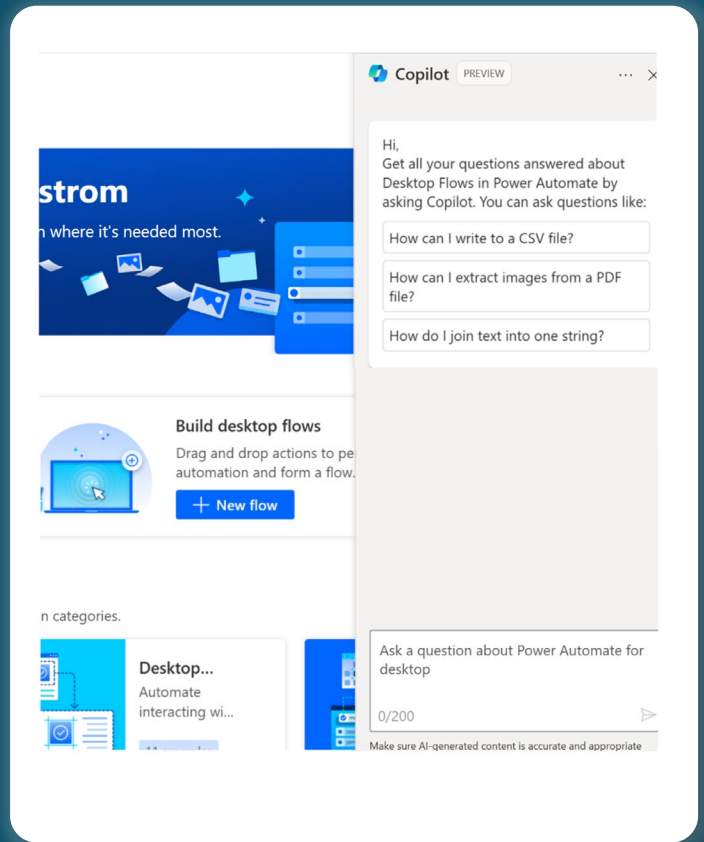 Copilot PREVIEW
strom
where it's needed most.
Hi,
Get all your questions answered about
Desktop Flows in Power Automate by
asking Copilot. You can ask questions like:
How can I write to a CSV file?
How can I extract images from a PDF
file?
How do I join text into one string?
Build desktop flows
Drag and drop actions to pe
automation and form a flow.
New flow
n categories.
Desktop...
Automate
interacting wi...
Ask a question about Power Automate for
desktop
0/200
Make sure AI-generated content is accurate and appropriate